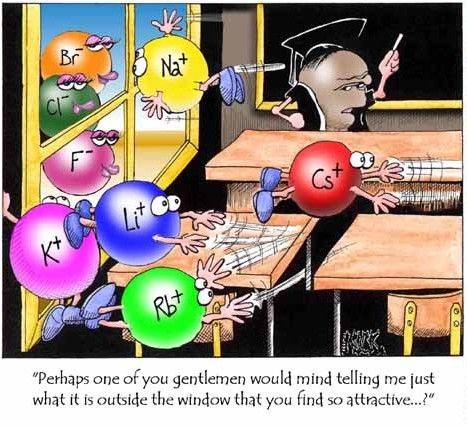 Br⁻
Na⁺
Cl⁻
F⁻
Cs⁺
Li⁺
K⁺
Rb⁺
"Perhaps one of you gentlemen would mind telling me just
what it is outside the window that you find so attractive...?"